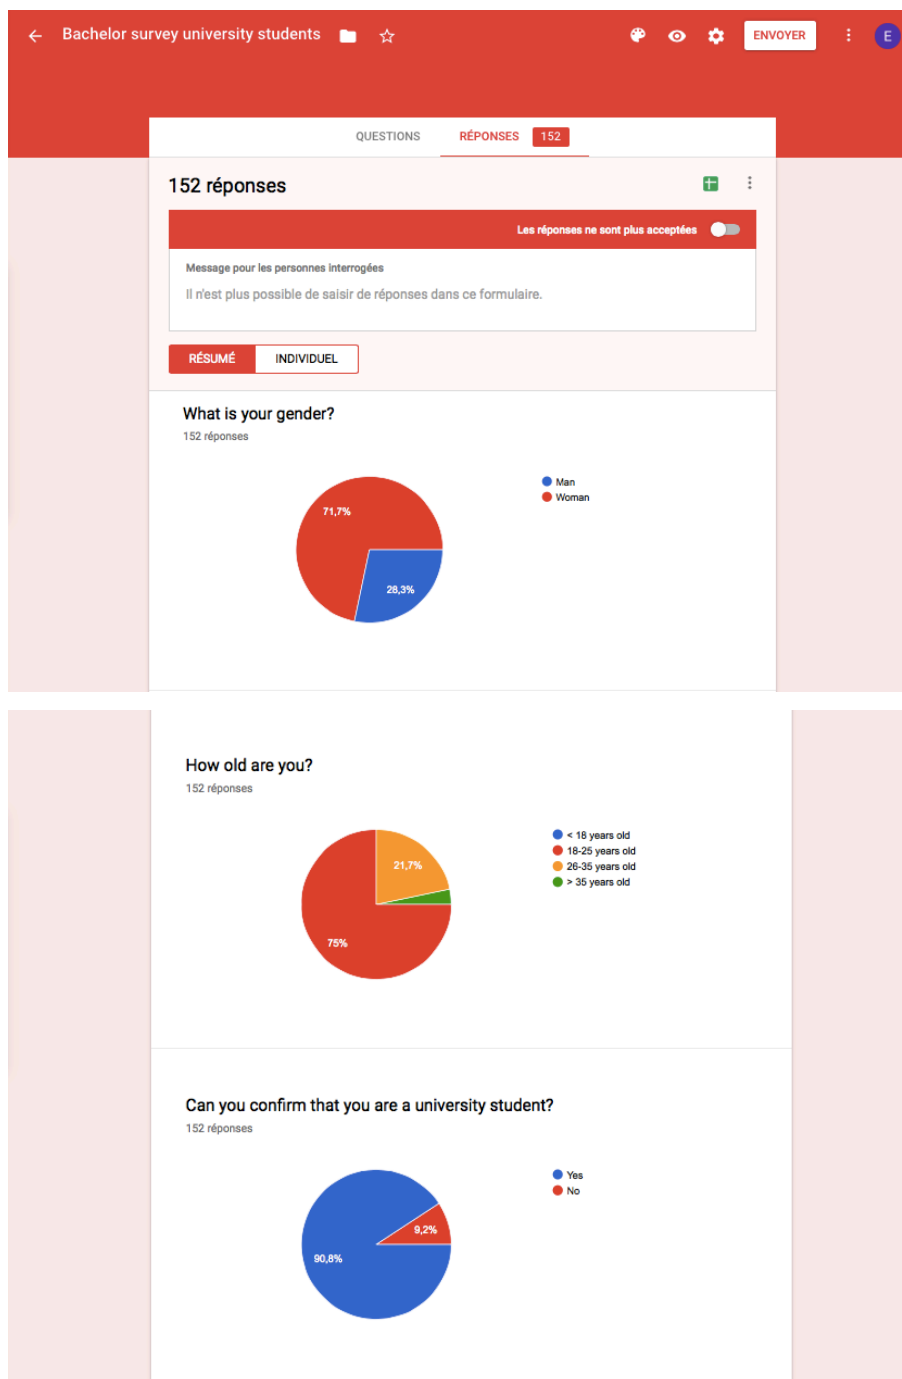 Bachelor survey university students
ENVOYER
E
QUESTIONS
RÉPONSES 152
152 réponses
Les réponses ne sont plus acceptées
Message pour les personnes interrogées
Il n'est plus possible de saisir de réponses dans ce formulaire.
RÉSUMÉ
INDIVIDUEL
What is your gender?
152 réponses
Man
Woman
71,7%
28,3%
How old are you?
152 réponses
< 18 years old
18-25 years old
26-35 years old
> 35 years old
21,7%
75%
Can you confirm that you are a university student?
152 réponses
Yes
No
9,2%
90,8%